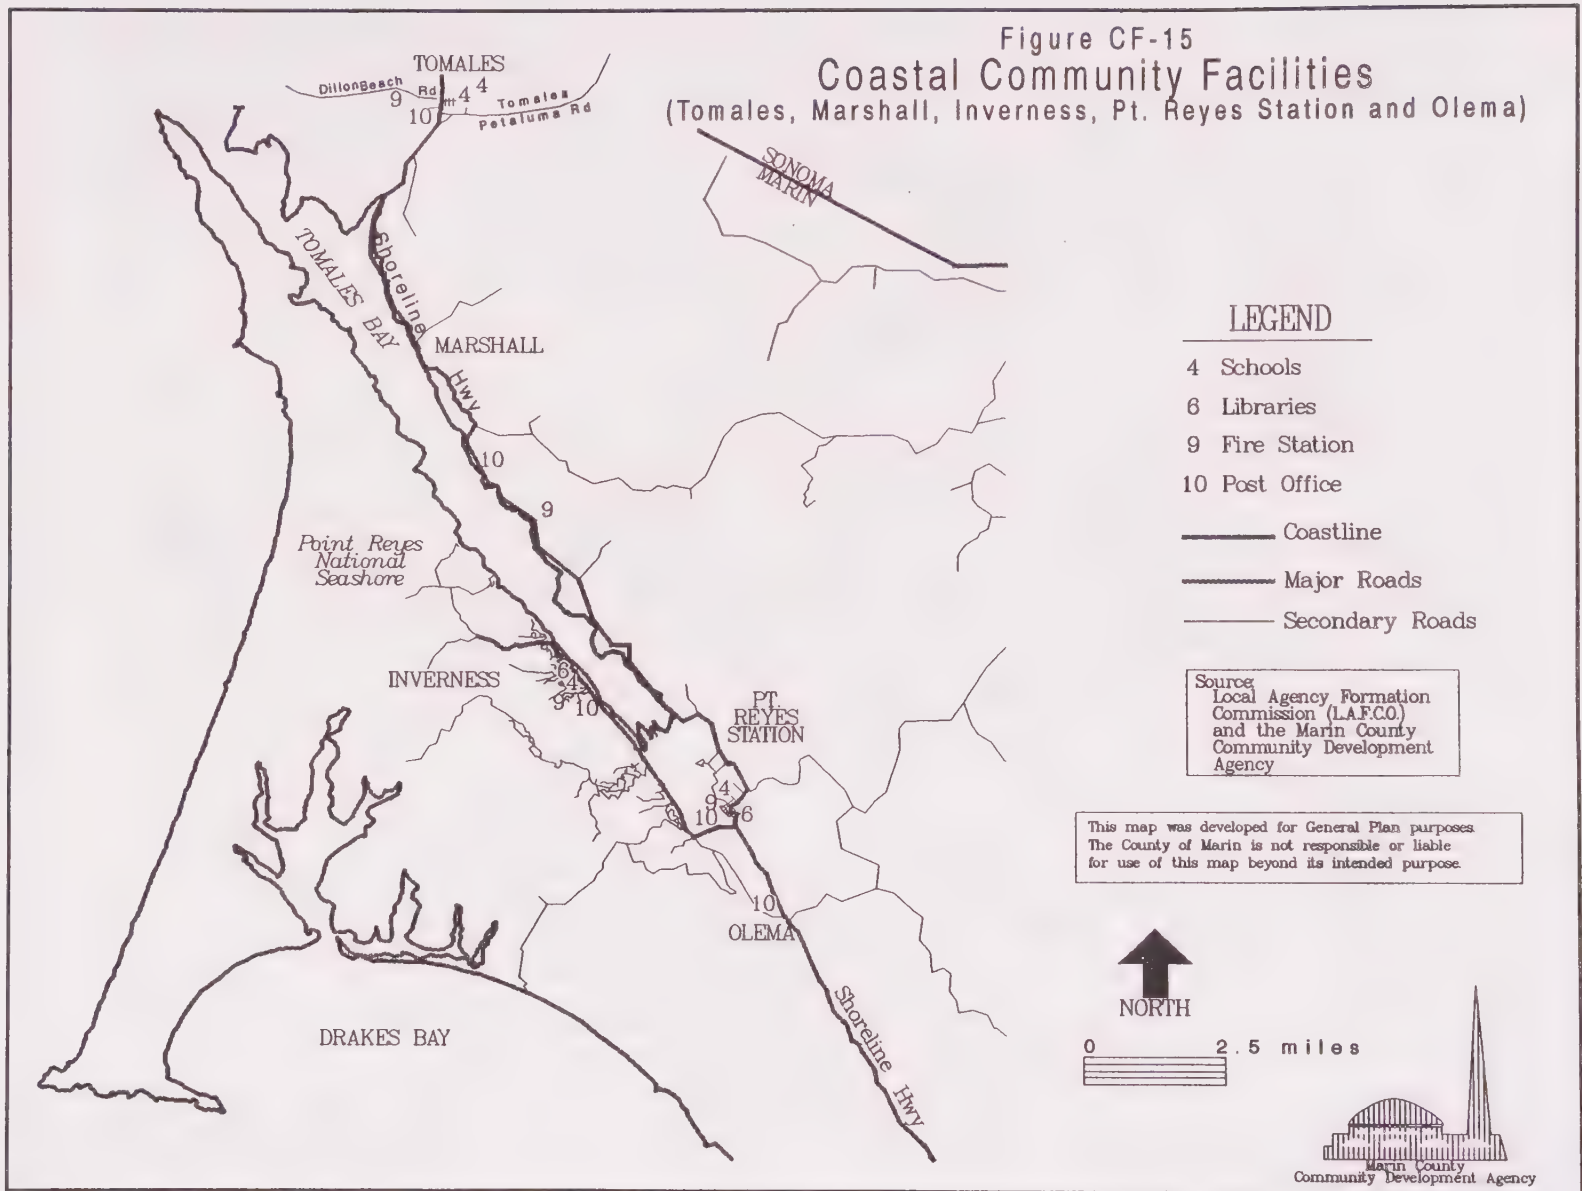 Figure CF-15
Coastal Community Facilities
(Tomales, Marshall, Inverness, Pt. Reyes Station and Olema)
TOMALES
Dillon Beach Rd
9
4
4
10
Tomales
Petaluma Rd
SONOMA
MARIN
TOMALES BAY
Shoreline Hwy
MARSHALL
10
9
Point Reyes
National
Seashore
INVERNESS
6
4
9
10
PT.
REYES
STATION
4
9
10
6
10
OLEMA
Shoreline Hwy
DRAKES BAY
LEGEND
4 Schools
6 Libraries
9 Fire Station
10 Post Office
Coastline
Major Roads
Secondary Roads
Source:
Local Agency Formation
Commission (L.A.F.C.O.)
and the Marin County
Community Development
Agency
This map was developed for General Plan purposes.
The County of Marin is not responsible or liable
for use of this map beyond its intended purpose.
NORTH
0 2.5 miles
Marin County
Community Development Agency